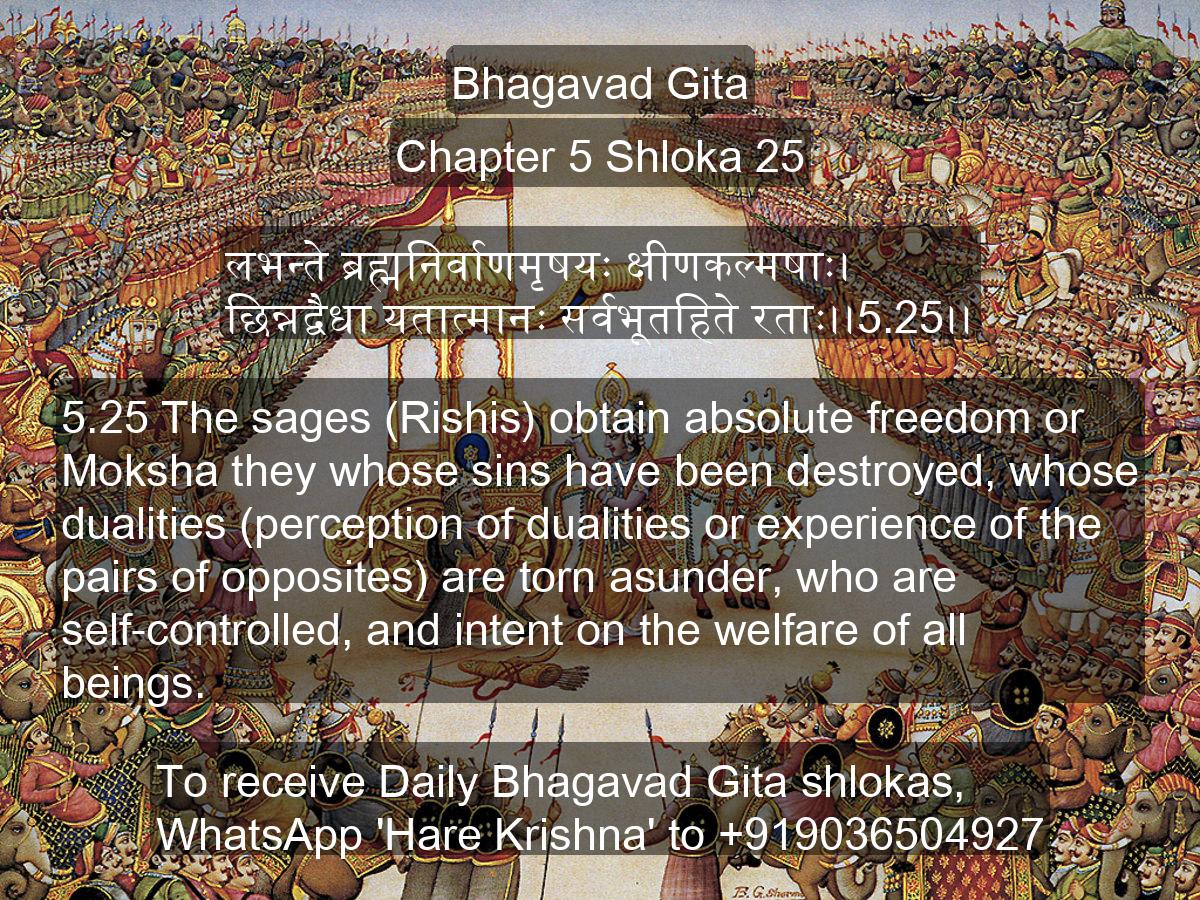 Bhagavad Gita
Chapter 5 Shloka 25
लभन्ते ब्रह्मनिर्वाणमृषयः क्षीणकल्मषाः।
छिन्नद्वैधा यतात्मानः सर्वभूतहिते रताः।।5.25।।
5.25 The sages (Rishis) obtain absolute freedom or
Moksha they whose sins have been destroyed, whose
dualities (perception of dualities or experience of the
pairs of opposites) are torn asunder, who are
self-controlled, and intent on the welfare of all
beings.
To receive Daily Bhagavad Gita shlokas,
WhatsApp 'Hare Krishna' to +919036504927
B.G. Sharma